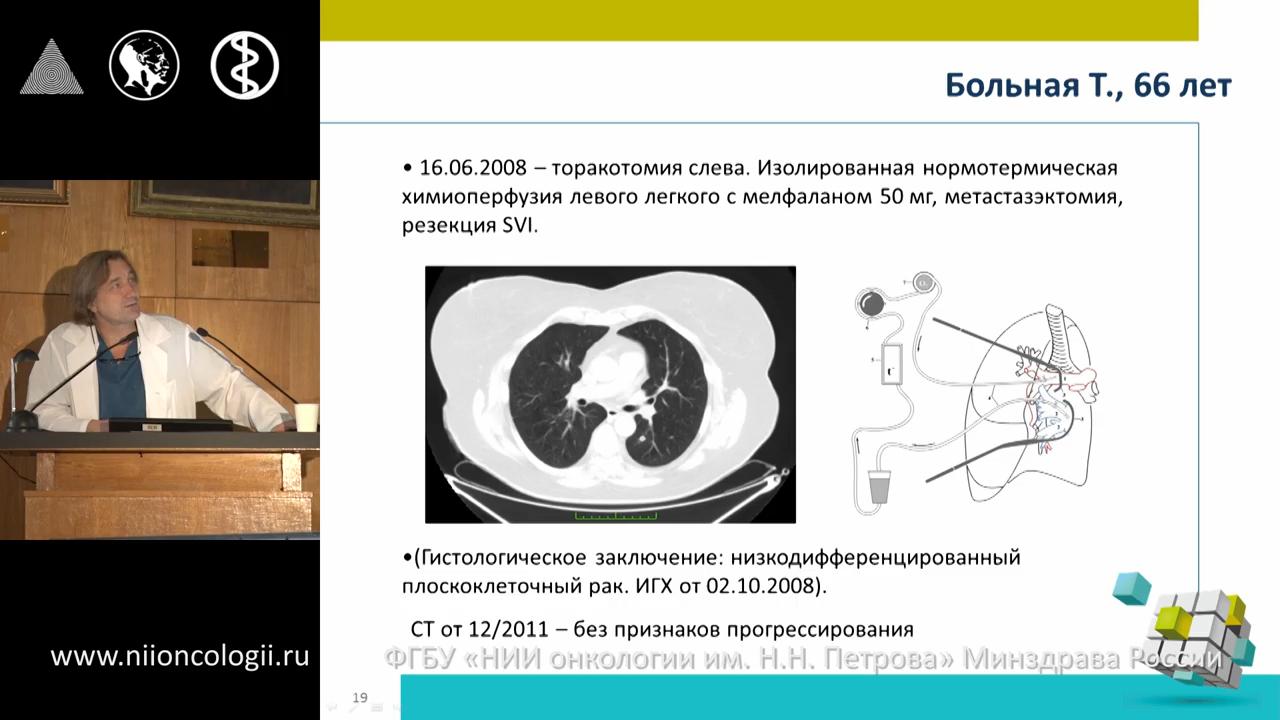 Больная Т., 66 лет
• 16.06.2008 – торакотомия слева. Изолированная нормотермическая
химиоперфузия левого легкого с мелфаланом 50 мг, метастазэктомия,
резекция SVI.
•(Гистологическое заключение: низкодифференцированный
плоскоклеточный рак. ИГХ от 02.10.2008).
СТ от 12/2011 – без признаков прогрессирования
www.niioncologii.ru
ФГБУ «НИИ онкологии им. Н.Н. Петрова» Минздрава России
19